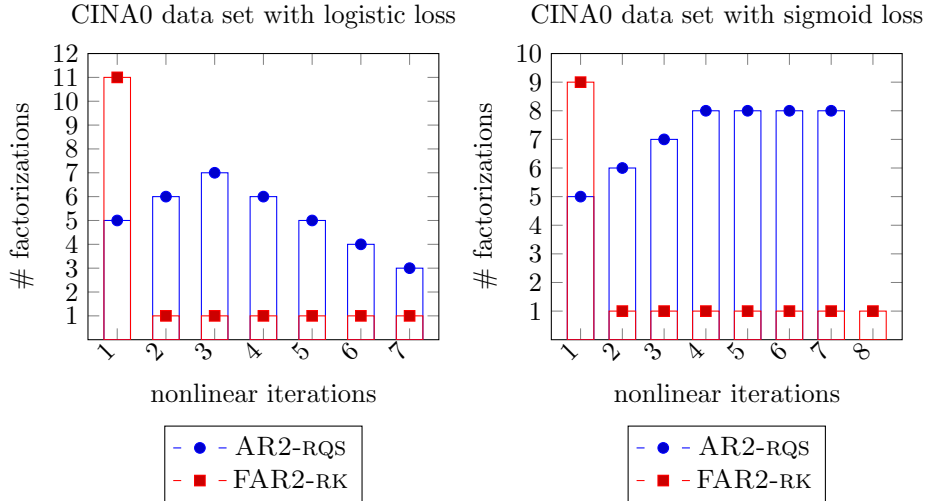 CINA0 data set with logistic loss
12
11
10
9
8
7
6
5
4
3
2
1
# factorizations
1 2 3 4 5 6 7
nonlinear iterations
AR2-RQS
FAR2-RK
CINA0 data set with sigmoid loss
10
9
8
7
6
5
4
3
2
1
# factorizations
1 2 3 4 5 6 7 8
nonlinear iterations
AR2-RQS
FAR2-RK